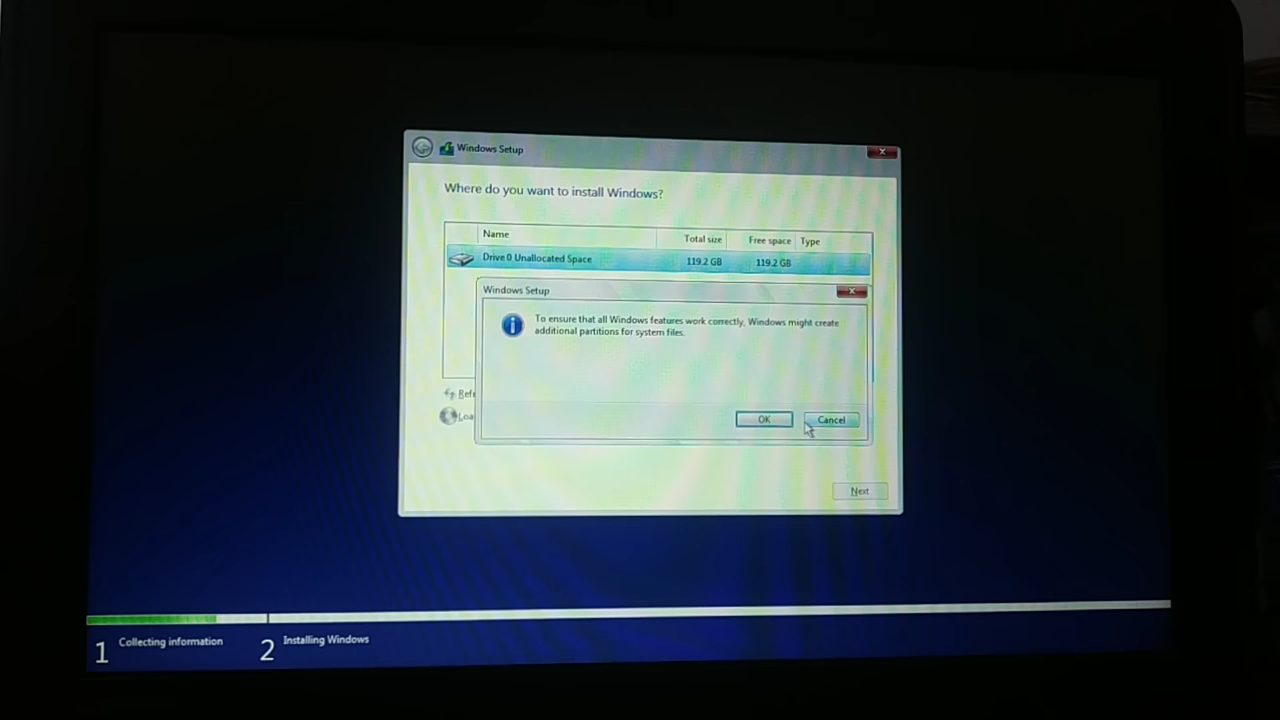 Windows Setup
Where do you want to install Windows?
Name Total size Free space Type
Drive 0 Unallocated Space 119.2 GB 119.2 GB
Windows Setup
To ensure that all Windows features work correctly, Windows might create
additional partitions for system files.
Refr
Loa
OK Cancel
Next
1 Collecting information 2 Installing Windows